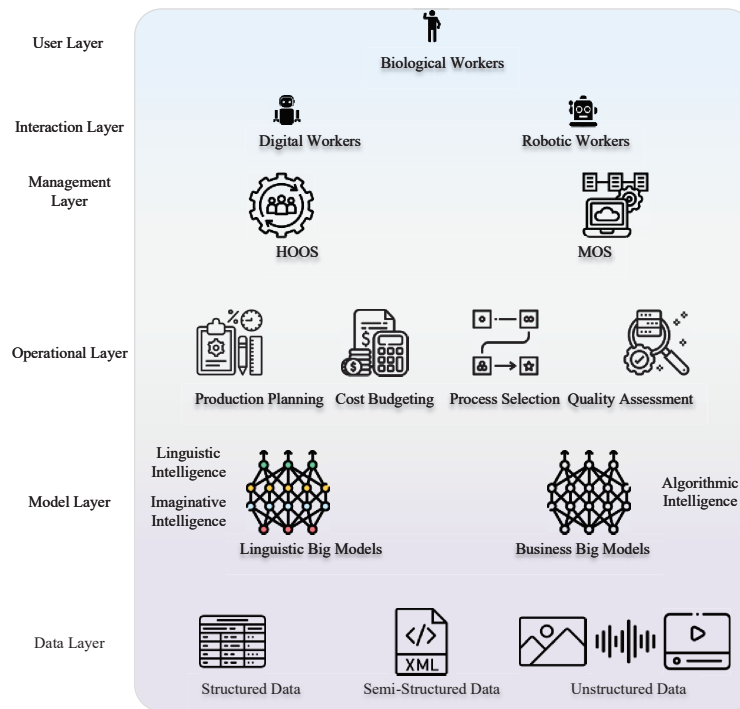 User Layer
Biological Workers
Interaction Layer
Digital Workers
Robotic Workers
Management
Layer
HOOS
MOS
Operational Layer
Production Planning
Cost Budgeting
Process Selection
Quality Assessment
Model Layer
Linguistic
Intelligence
Imaginative
Intelligence
Linguistic Big Models
Business Big Models
Algorithmic
Intelligence
Data Layer
Structured Data
</>
XML
Semi-Structured Data
Unstructured Data